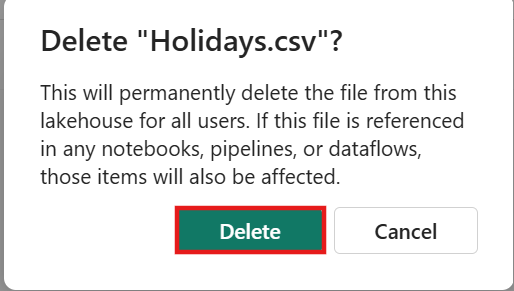 Delete "Holidays.csv"?
This will permanently delete the file from this
lakehouse for all users. If this file is referenced
in any notebooks, pipelines, or dataflows,
those items will also be affected.
Delete
Cancel